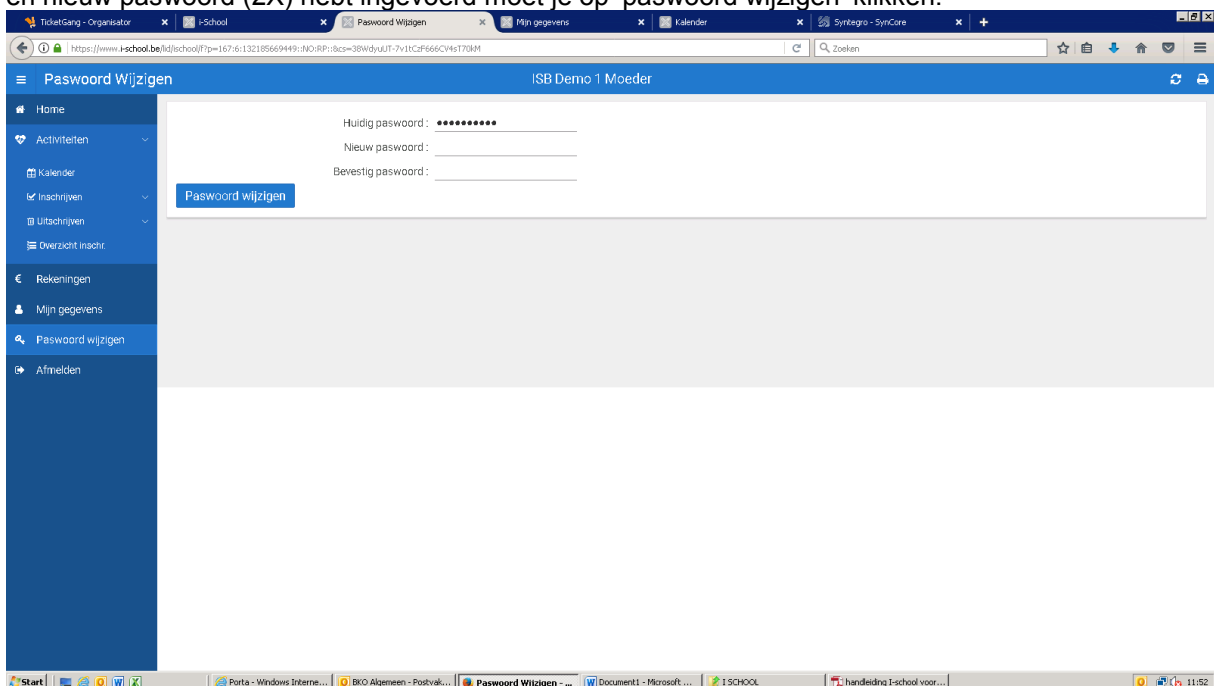 en nieuw paswoord (2X) hebt ingevoerd moet je op 'paswoord wijzigen' klikken.
TicketGang - Organisator
i-School
Paswoord Wijzigen
Mijn gegevens
Kalender
Syntegro - SynCore
https://www.i-school.be/lid/ischool/f?p=167:6:132185669449::NO:RP::&cs=38WdyuUT-7v1tCzF666CV4sT70kM
Zoeken
Paswoord Wijzigen
ISB Demo 1 Moeder
Home
Activiteiten
Kalender
Inschrijven
Uitschrijven
Overzicht inschr.
Rekeningen
Mijn gegevens
Paswoord wijzigen
Afmelden
Huidig paswoord : ●●●●●●●●●●
Nieuw paswoord :
Bevestig paswoord :
Paswoord wijzigen
Start
Porta - Windows Interne...
BKO Algemeen - Postvak...
Paswoord Wijzigen - ...
Document1 - Microsoft ...
I SCHOOL
handleiding I-school voor...
11:52